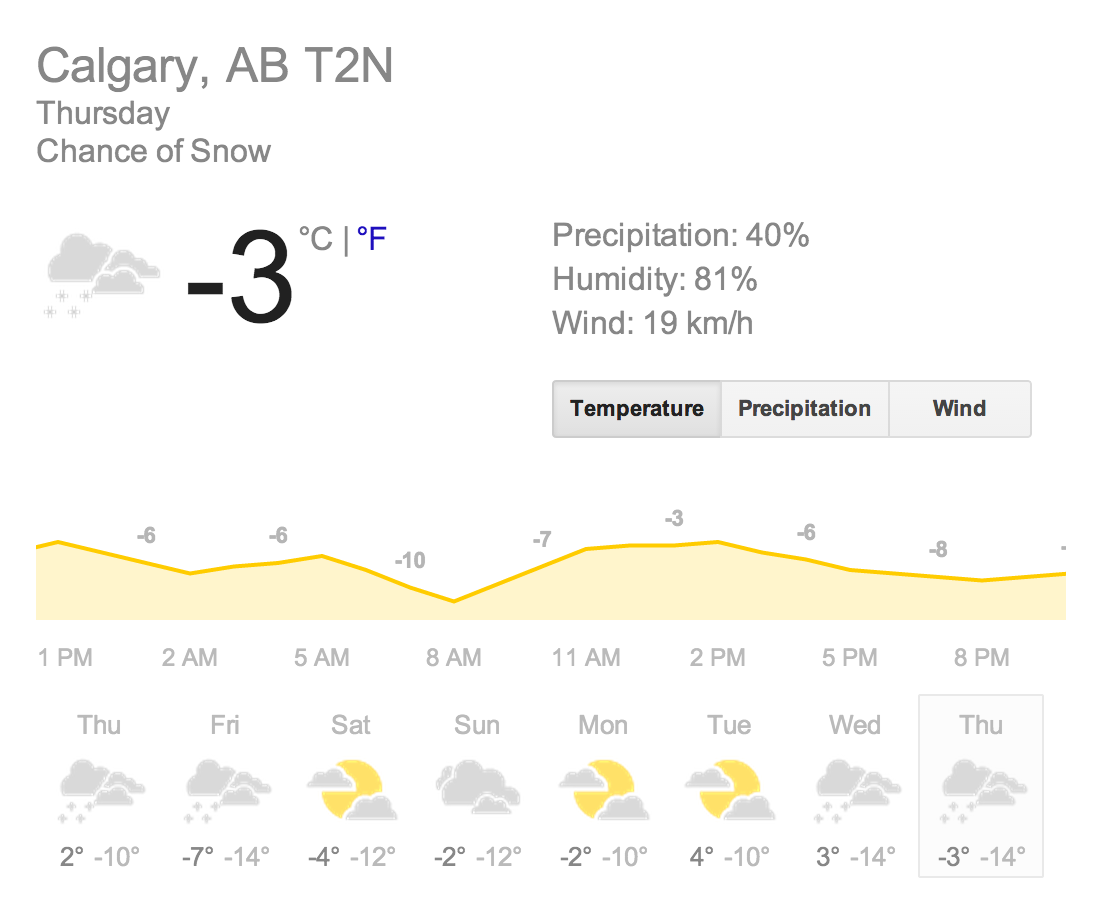 Calgary, AB T2N
Thursday
Chance of Snow
-3 °C | °F
Precipitation: 40%
Humidity: 81%
Wind: 19 km/h
Temperature Precipitation Wind
-6 -6 -10 -7 -3 -6 -8 -
1 PM 2 AM 5 AM 8 AM 11 AM 2 PM 5 PM 8 PM
Thu Fri Sat Sun Mon Tue Wed Thu
2° -10° -7° -14° -4° -12° -2° -12° -2° -10° 4° -10° 3° -14° -3° -14°